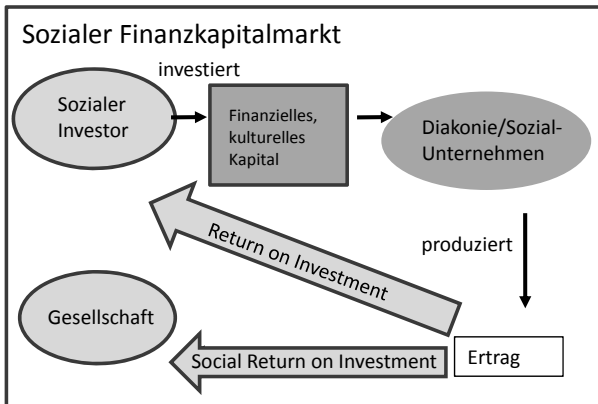 Sozialer Finanzkapitalmarkt
investiert
Sozialer
Investor
Finanzielles,
kulturelles
Kapital
Diakonie/Sozial-
Unternehmen
produziert
Return on Investment
Gesellschaft
Social Return on Investment
Ertrag